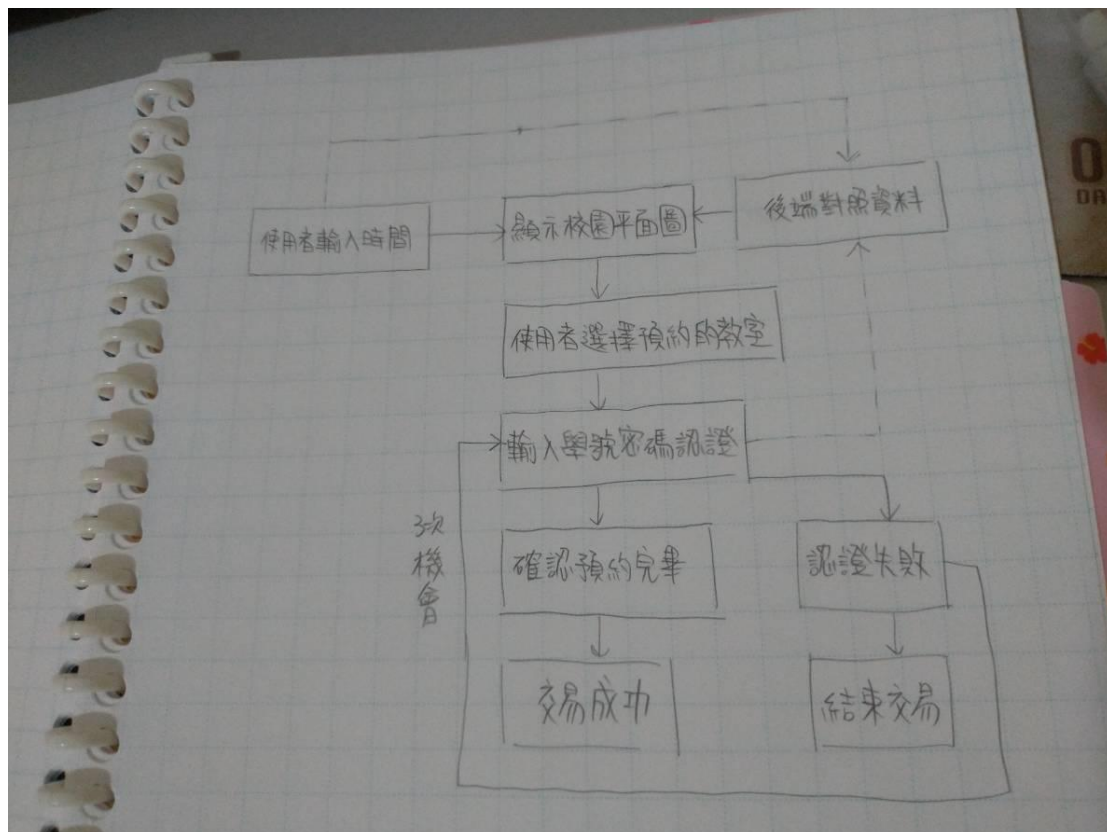 後端對照資料
使用者輸入時間
顯示校園平面圖
使用者選擇預約的教室
輸入學號密碼認證
3次
機
會
確認預約完畢
認證失敗
交易成功
結束交易